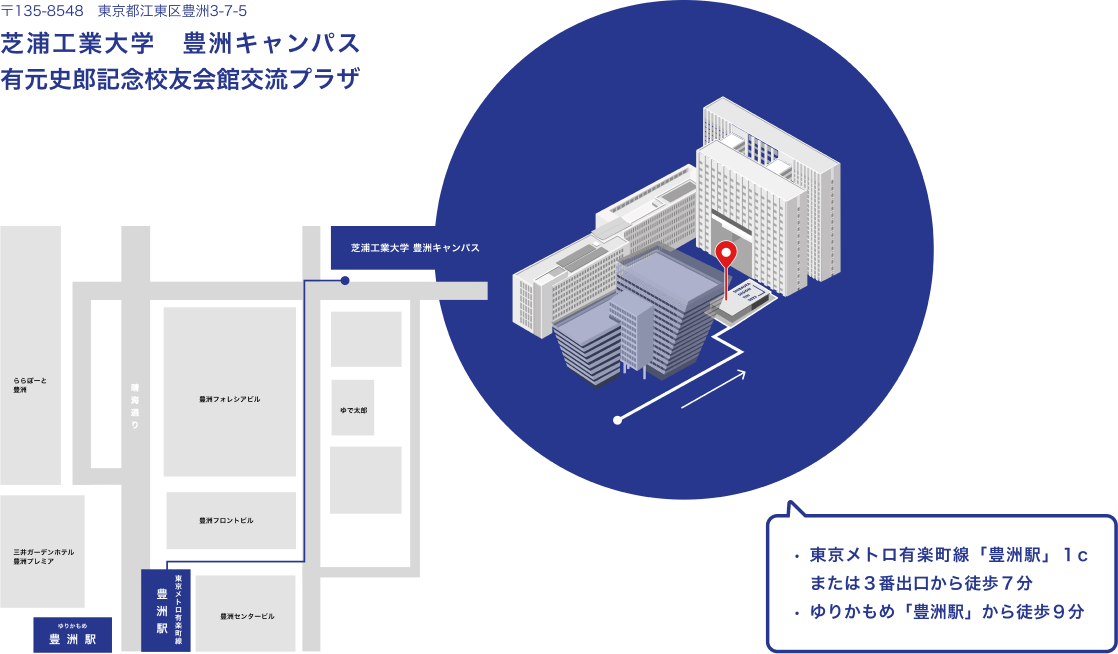 〒135-8548　東京都江東区豊洲3-7-5
芝浦工業大学　豊洲キャンパス
有元史郎記念校友会館交流プラザ
芝浦工業大学 豊洲キャンパス
ららぽーと
豊洲
晴海通り
豊洲フォレシアビル
ゆで太郎
豊洲フロントビル
三井ガーデンホテル
豊洲プレミア
東京メトロ有楽町線
豊洲駅
豊洲センタービル
ゆりかもめ
豊洲駅
・東京メトロ有楽町線「豊洲駅」１c
または３番出口から徒歩７分
・ゆりかもめ「豊洲駅」から徒歩９分